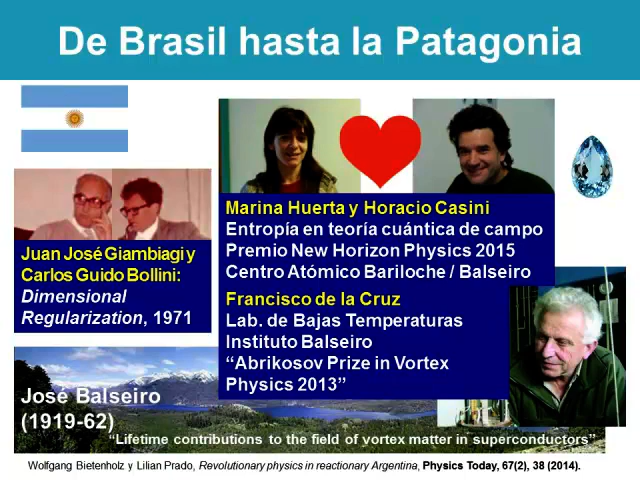 De Brasil hasta la Patagonia
Juan José Giambiagi y
Carlos Guido Bollini:
Dimensional
Regularization, 1971
Marina Huerta y Horacio Casini
Entropía en teoría cuántica de campo
Premio New Horizon Physics 2015
Centro Atómico Bariloche / Balseiro
Francisco de la Cruz
Lab. de Bajas Temperaturas
Instituto Balseiro
“Abrikosov Prize in Vortex
Physics 2013”
José Balseiro
(1919-62)
“Lifetime contributions to the field of vortex matter in superconductors”
Wolfgang Bietenholz y Lilian Prado, Revolutionary physics in reactionary Argentina, Physics Today, 67(2), 38 (2014).